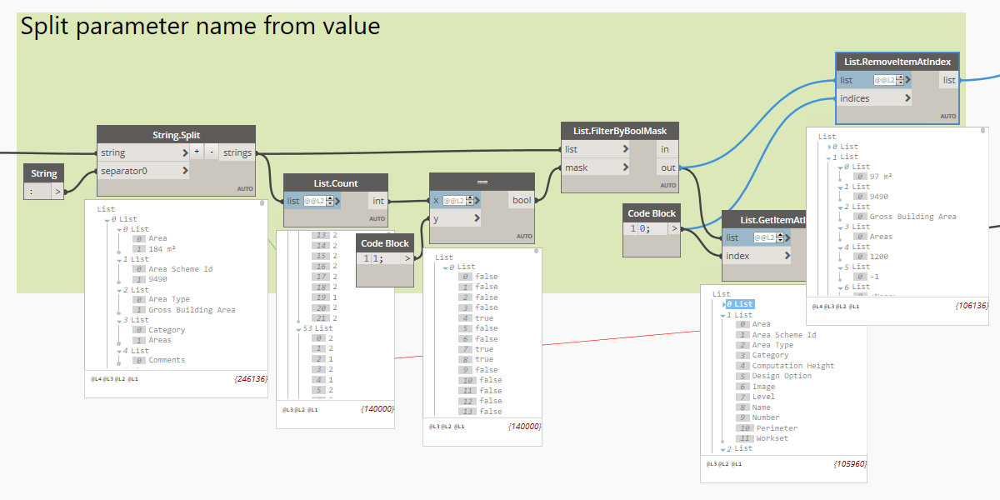 Split parameter name from value
List.RemoveItemAtIndex
list @@L2 > list
indices >
AUTO
String.Split
string > + - strings
separator0 >
AUTO
String
: >
List.FilterByBoolMask
list > in
mask > out
AUTO
List.Count
list @@L2 > int
AUTO
==
x @@L2 > bool
y >
AUTO
Code Block
1 1; >
Code Block
1 0; >
List.GetItemAtI
list @@L2 >
index >
List
0 List
0 List
0 Area
1 184 m²
1 List
0 Area Scheme Id
1 9490
2 List
0 Area Type
1 Gross Building Area
3 List
0 Category
1 Areas
4 List
0 Comments
@L4 @L3 @L2 @L1 {246136}
13 2
14 2
15 2
16 2
17 2
18 2
19 1
20 2
21 2
53 List
0 2
1 2
2 1
3 2
4 1
5 2
@L3 @L2 @L1 {140000}
List
0 List
0 false
1 false
2 false
3 false
4 true
5 false
6 false
7 true
8 true
9 false
10 false
11 false
12 false
13 false
@L3 @L2 @L1 {140000}
List
0 List
1 List
0 Area
1 Area Scheme Id
2 Area Type
3 Category
4 Computation Height
5 Design Option
6 Image
7 Level
8 Name
9 Number
10 Perimeter
11 Workset
2 List
@L3 @L2 @L1 {105960}
List
0 List
1 List
0 List
0 97 m²
1 List
0 9490
2 List
0 Gross Building Area
3 List
0 Areas
4 List
0 1200
5 List
0 -1
6 List
@L4 @L3 @L2 @L1 {106136}